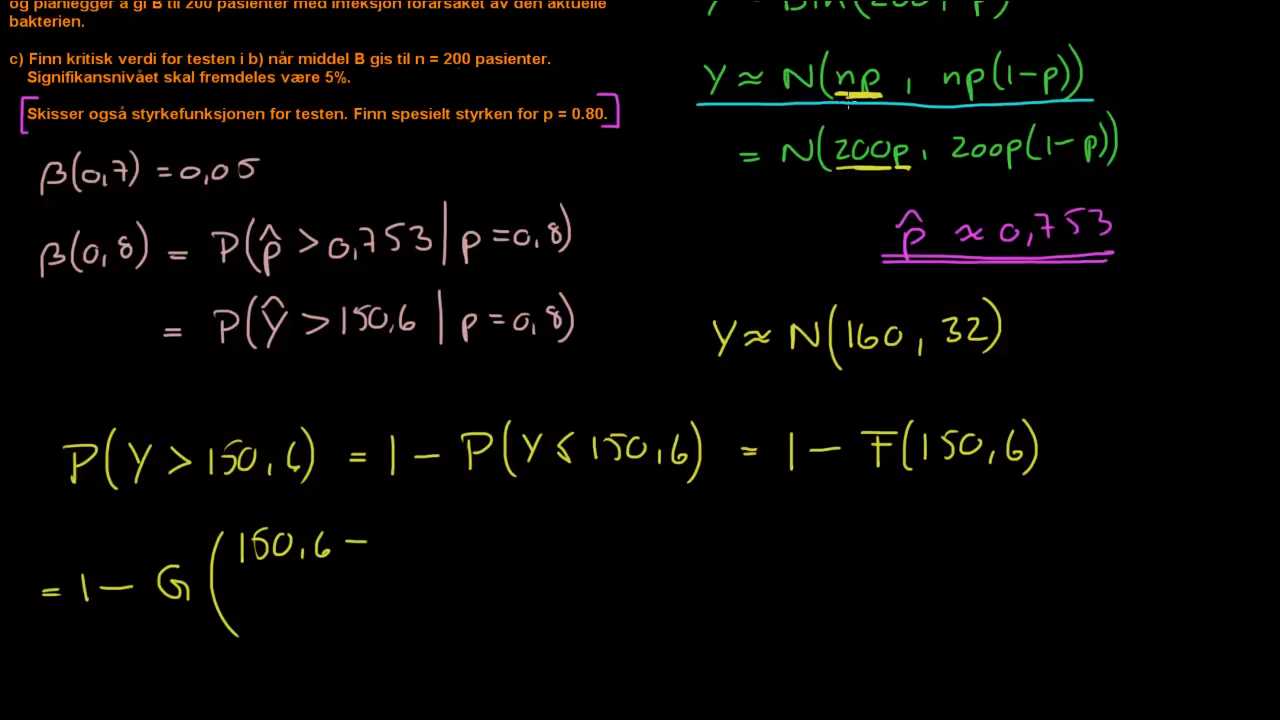 og planlegger å gi B til 200 pasienter med infeksjon forårsaket av den aktuelle
bakterien.
c) Finn kritisk verdi for testen i b) når middel B gis til n = 200 pasienter.
Signifikansnivået skal fremdeles være 5%.
Skisser også styrkefunksjonen for testen. Finn spesielt styrken for p = 0.80.
Y = Bin(200, p)
Y ≈ N(np, np(1-p))
= N(200p, 200p(1-p))
p̂ ≈ 0,753
β(0,7) = 0,05
β(0,8) = P(p̂ > 0,753 | p = 0,8)
= P(Ŷ > 150,6 | p = 0,8)
Y ≈ N(160, 32)
P(Y > 150,6) = 1 - P(Y ≤ 150,6) = 1 - F(150,6)
= 1 - G(150,6 -